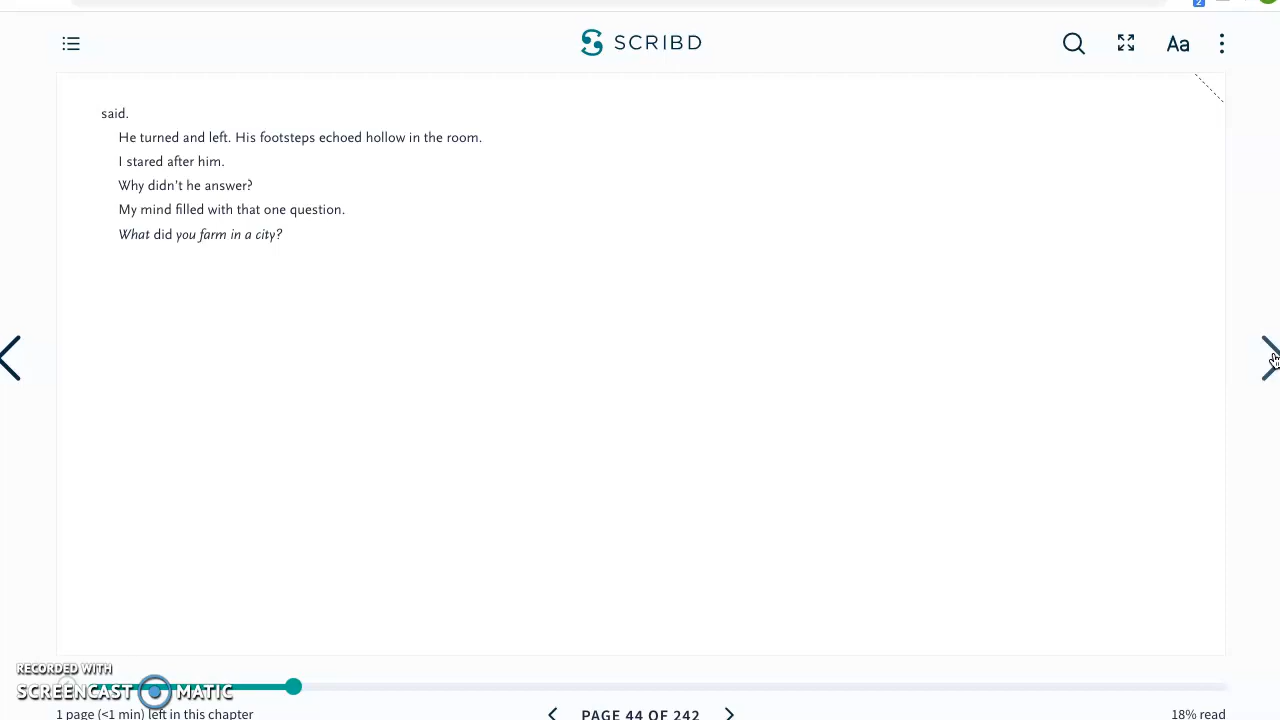 2
SCRIBD
Aa
said.
He turned and left. His footsteps echoed hollow in the room.
I stared after him.
Why didn't he answer?
My mind filled with that one question.
What did you farm in a city?
RECORDED WITH
SCREENCAST MATIC
1 page (<1 min) left in this chapter
PAGE 44 OF 242
18% read